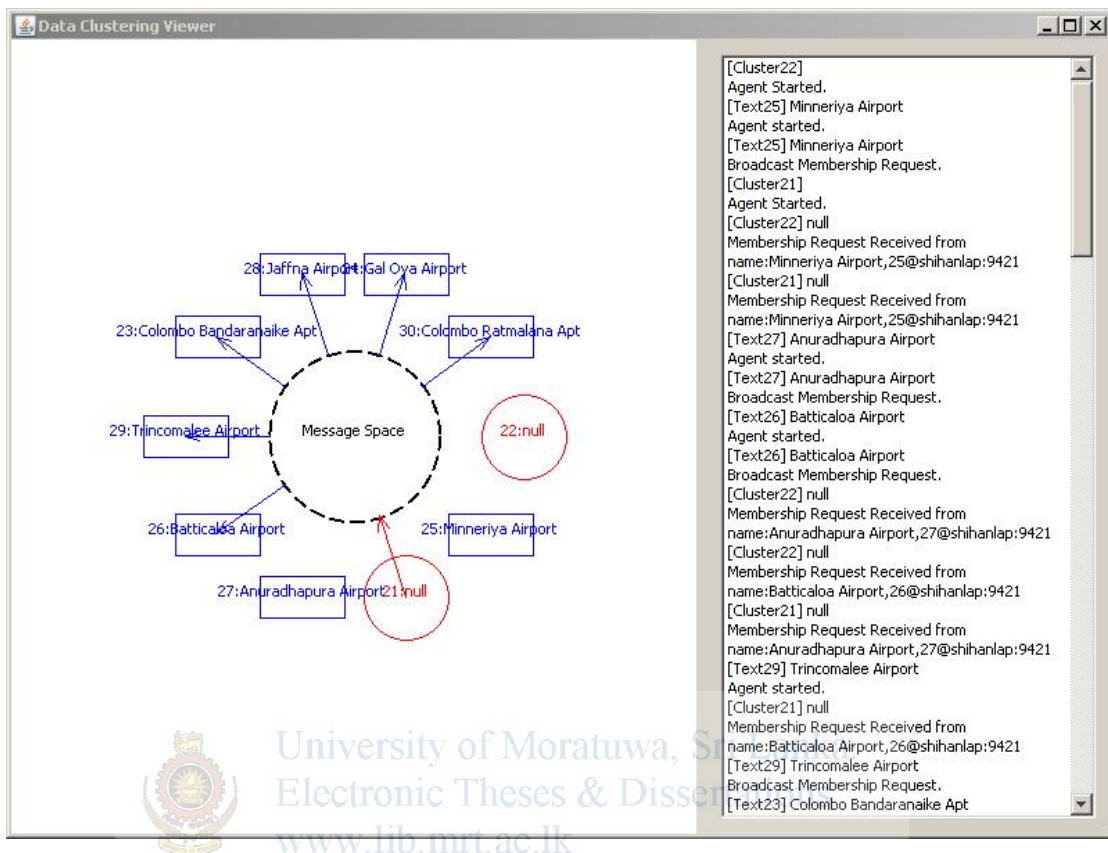 Data Clustering Viewer
28:Jaffna Airport
24:Gal Oya Airport
23:Colombo Bandaranaike Apt
30:Colombo Ratmalana Apt
29:Trincomalee Airport
Message Space
22:null
26:Batticaloa Airport
25:Minneriya Airport
27:Anuradhapura Airport
21:null
[Cluster22]
Agent Started.
[Text25] Minneriya Airport
Agent started.
[Text25] Minneriya Airport
Broadcast Membership Request.
[Cluster21]
Agent Started.
[Cluster22] null
Membership Request Received from
name:Minneriya Airport,25@shihanlap:9421
[Cluster21] null
Membership Request Received from
name:Minneriya Airport,25@shihanlap:9421
[Text27] Anuradhapura Airport
Agent started.
[Text27] Anuradhapura Airport
Broadcast Membership Request.
[Text26] Batticaloa Airport
Agent started.
[Text26] Batticaloa Airport
Broadcast Membership Request.
[Cluster22] null
Membership Request Received from
name:Anuradhapura Airport,27@shihanlap:9421
[Cluster22] null
Membership Request Received from
name:Batticaloa Airport,26@shihanlap:9421
[Cluster21] null
Membership Request Received from
name:Anuradhapura Airport,27@shihanlap:9421
[Text29] Trincomalee Airport
Agent started.
[Cluster21] null
Membership Request Received from
name:Batticaloa Airport,26@shihanlap:9421
[Text29] Trincomalee Airport
Broadcast Membership Request.
[Text23] Colombo Bandaranaike Apt
University of Moratuwa, Sri Lanka.
Electronic Theses & Dissertations
www.lib.mrt.ac.lk